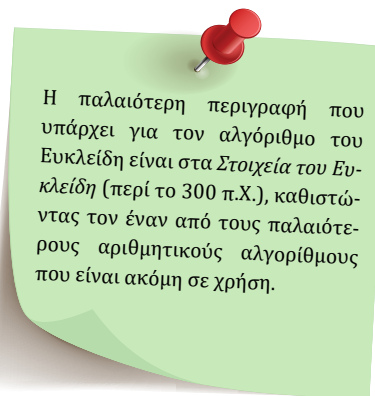 Η παλαιότερη περιγραφή που
υπάρχει για τον αλγόριθμο του
Ευκλείδη είναι στα Στοιχεία του Ευ-
κλείδη (περί το 300 π.Χ.), καθιστώ-
ντας τον έναν από τους παλαιότε-
ρους αριθμητικούς αλγορίθμους
που είναι ακόμη σε χρήση.